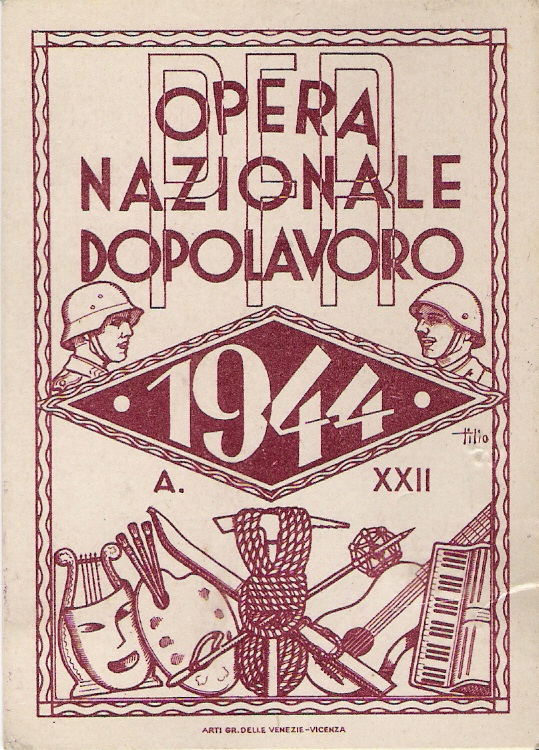 PFR
OPERA
NAZIONALE
DOPOLAVORO
1944
tilio
A. XXII
ARTI GR. DELLE VENEZIE-VICENZA